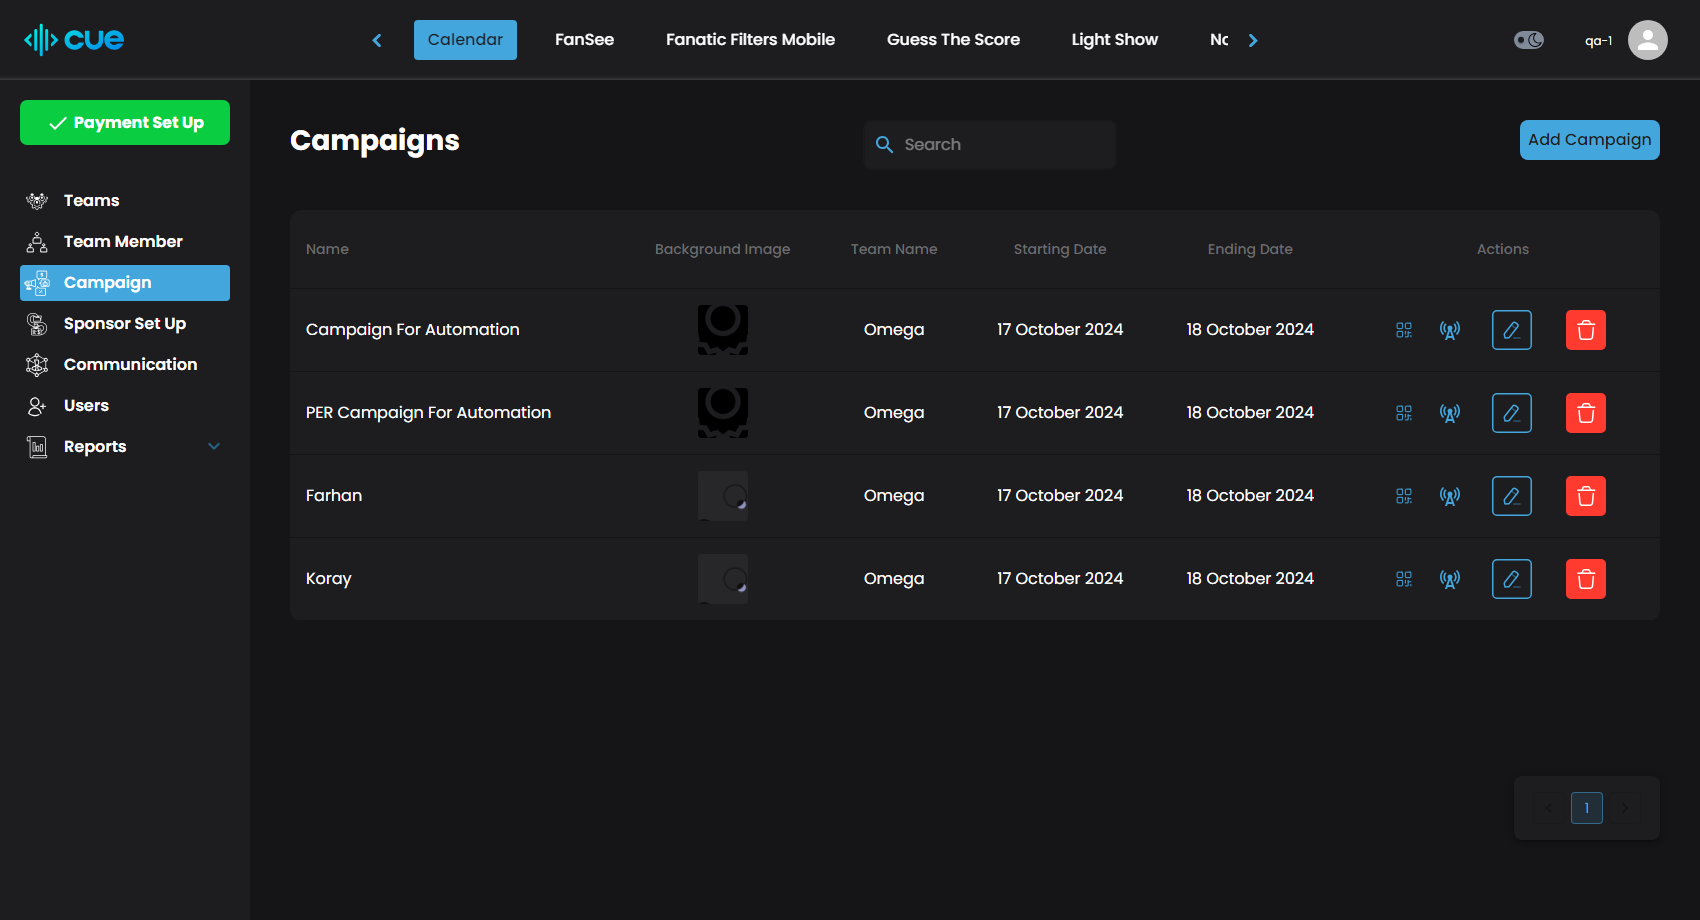 cue
Calendar FanSee Fanatic Filters Mobile Guess The Score Light Show
qa-1
Payment Set Up
Teams
Team Member
Campaign
Sponsor Set Up
Communication
Users
Reports
Campaigns
Search
Add Campaign
Name Background Image Team Name Starting Date Ending Date Actions
Campaign For Automation Omega 17 October 2024 18 October 2024
PER Campaign For Automation Omega 17 October 2024 18 October 2024
Farhan Omega 17 October 2024 18 October 2024
Koray Omega 17 October 2024 18 October 2024
1